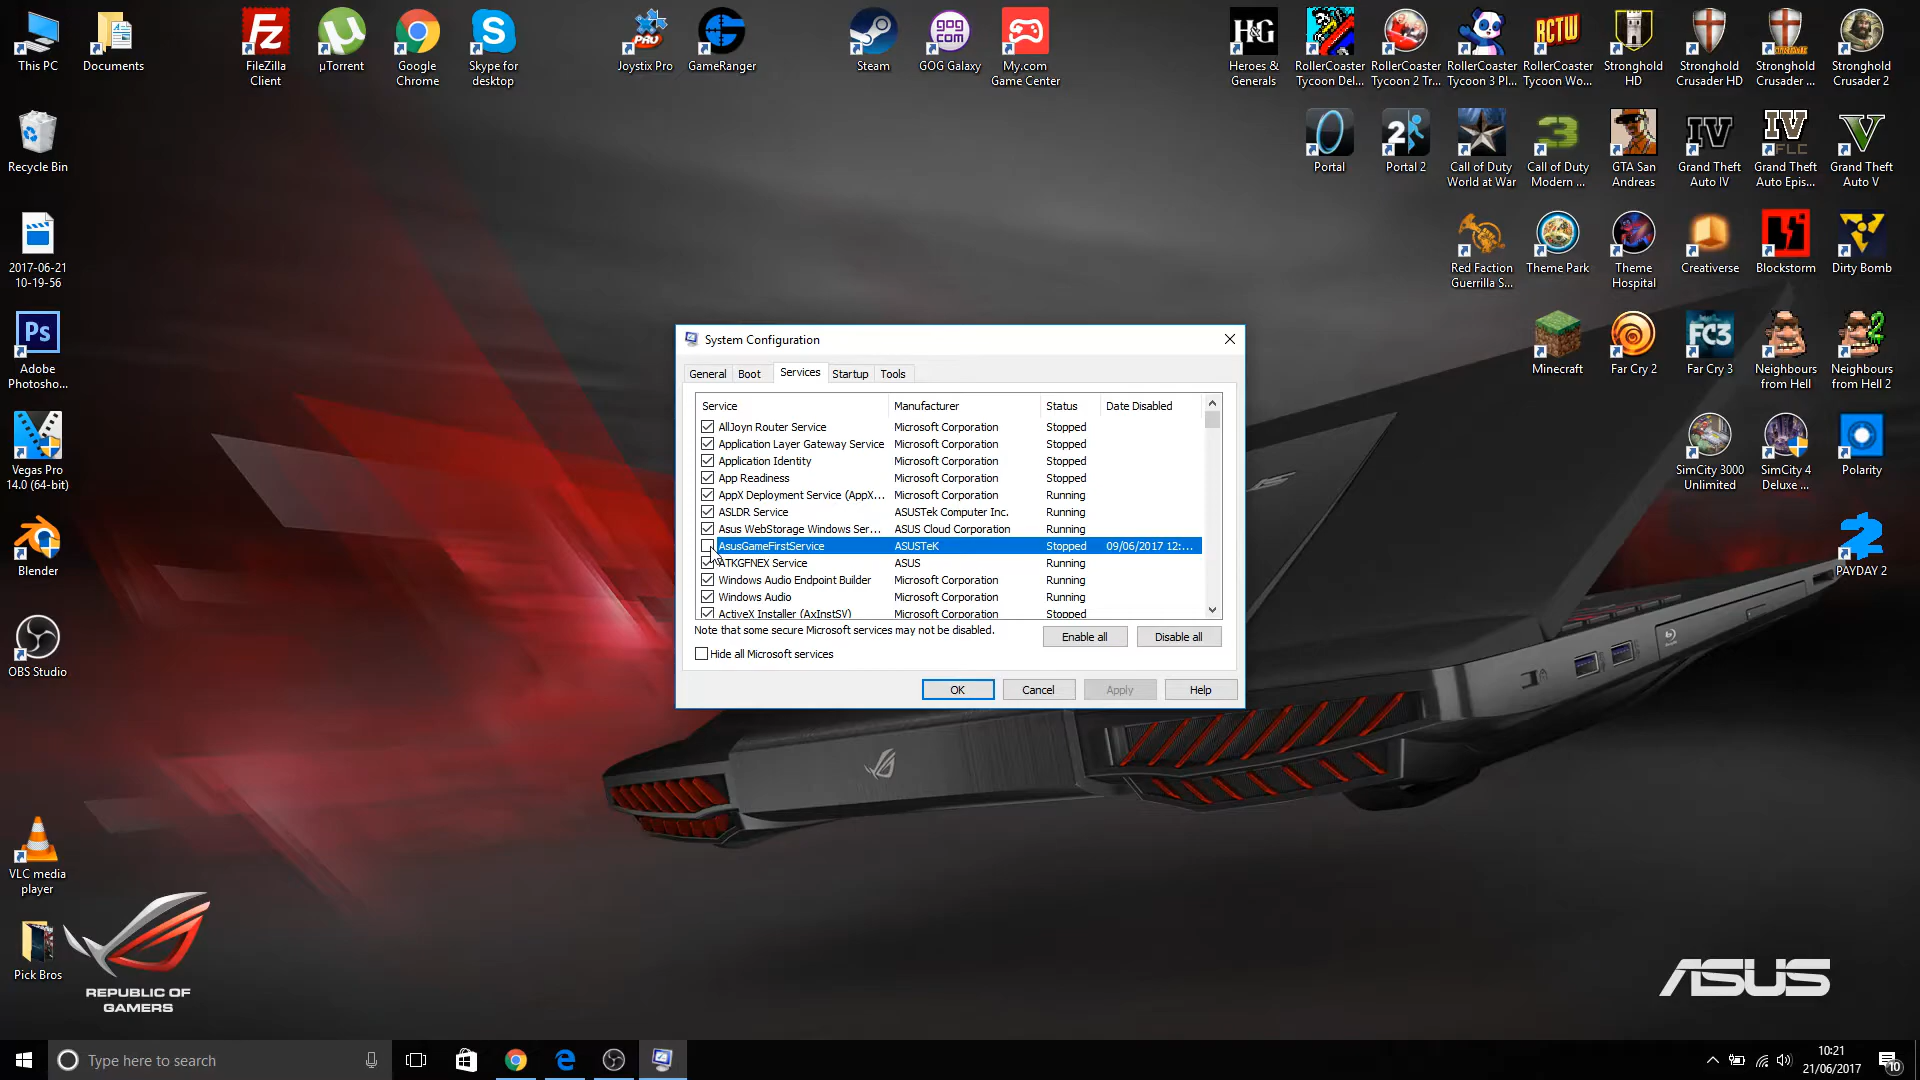 This PC
Documents
FileZilla Client
µTorrent
Google Chrome
Skype for desktop
Joystix Pro
GameRanger
Steam
GOG Galaxy
My.com Game Center
Heroes & Generals
RollerCoaster Tycoon Del...
RollerCoaster Tycoon 2 Tr...
RollerCoaster Tycoon 3 Pl...
RollerCoaster Tycoon Wo...
Stronghold HD
Stronghold Crusader HD
Stronghold Crusader ...
Stronghold Crusader 2
Recycle Bin
Portal
Portal 2
Call of Duty World at War
Call of Duty Modern ...
GTA San Andreas
Grand Theft Auto IV
Grand Theft Auto Epis...
Grand Theft Auto V
2017-06-21 10-19-56
Red Faction Guerrilla S...
Theme Park
Theme Hospital
Creativerse
Blockstorm
Dirty Bomb
Adobe Photosho...
Minecraft
Far Cry 2
Far Cry 3
Neighbours from Hell
Neighbours from Hell 2
Vegas Pro 14.0 (64-bit)
SimCity 3000 Unlimited
SimCity 4 Deluxe ...
Polarity
Blender
PAYDAY 2
OBS Studio
VLC media player
Pick Bros
REPUBLIC OF
GAMERS
ASUS
System Configuration
General Boot Services Startup Tools
Service Manufacturer Status Date Disabled
AllJoyn Router Service Microsoft Corporation Stopped
Application Layer Gateway Service Microsoft Corporation Stopped
Application Identity Microsoft Corporation Stopped
App Readiness Microsoft Corporation Stopped
AppX Deployment Service (AppX... Microsoft Corporation Running
ASLDR Service ASUSTek Computer Inc. Running
Asus WebStorage Windows Ser... ASUS Cloud Corporation Running
AsusGameFirstService ASUSTeK Stopped 09/06/2017 12:...
ATKGFNEX Service ASUS Running
Windows Audio Endpoint Builder Microsoft Corporation Running
Windows Audio Microsoft Corporation Running
ActiveX Installer (AxInstSV) Microsoft Corporation Stopped
Note that some secure Microsoft services may not be disabled.
Enable all Disable all
Hide all Microsoft services
OK Cancel Apply Help
Type here to search
10:21
21/06/2017
10